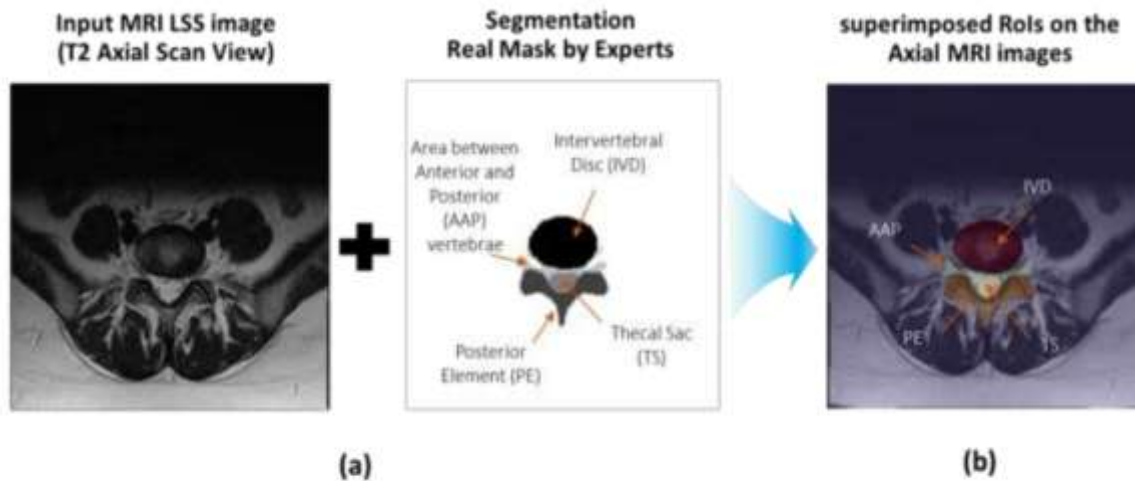 Input MRI LSS image
(T2 Axial Scan View)
Segmentation
Real Mask by Experts
superimposed RoIs on the
Axial MRI images
Area between
Anterior and
Posterior
(AAP)
vertebrae
Intervertebral
Disc (IVD)
Posterior
Element (PE)
Thecal Sac
(TS)
IVD
AAP
PE
TS
(a)
(b)